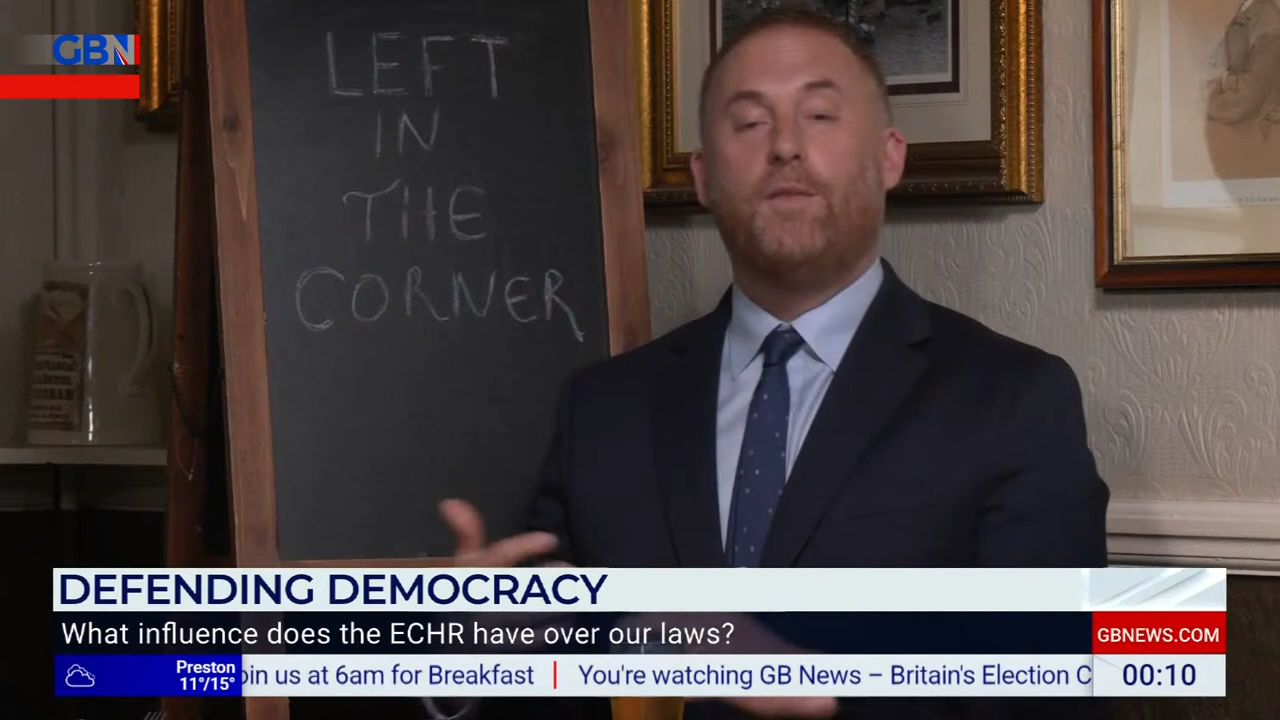 GBN
LEFT
IN
THE
CORNER
DEFENDING DEMOCRACY
What influence does the ECHR have over our laws?
GBNEWS.COM
Preston
11°/15°
oin us at 6am for Breakfast | You're watching GB News – Britain's Election C
00:10